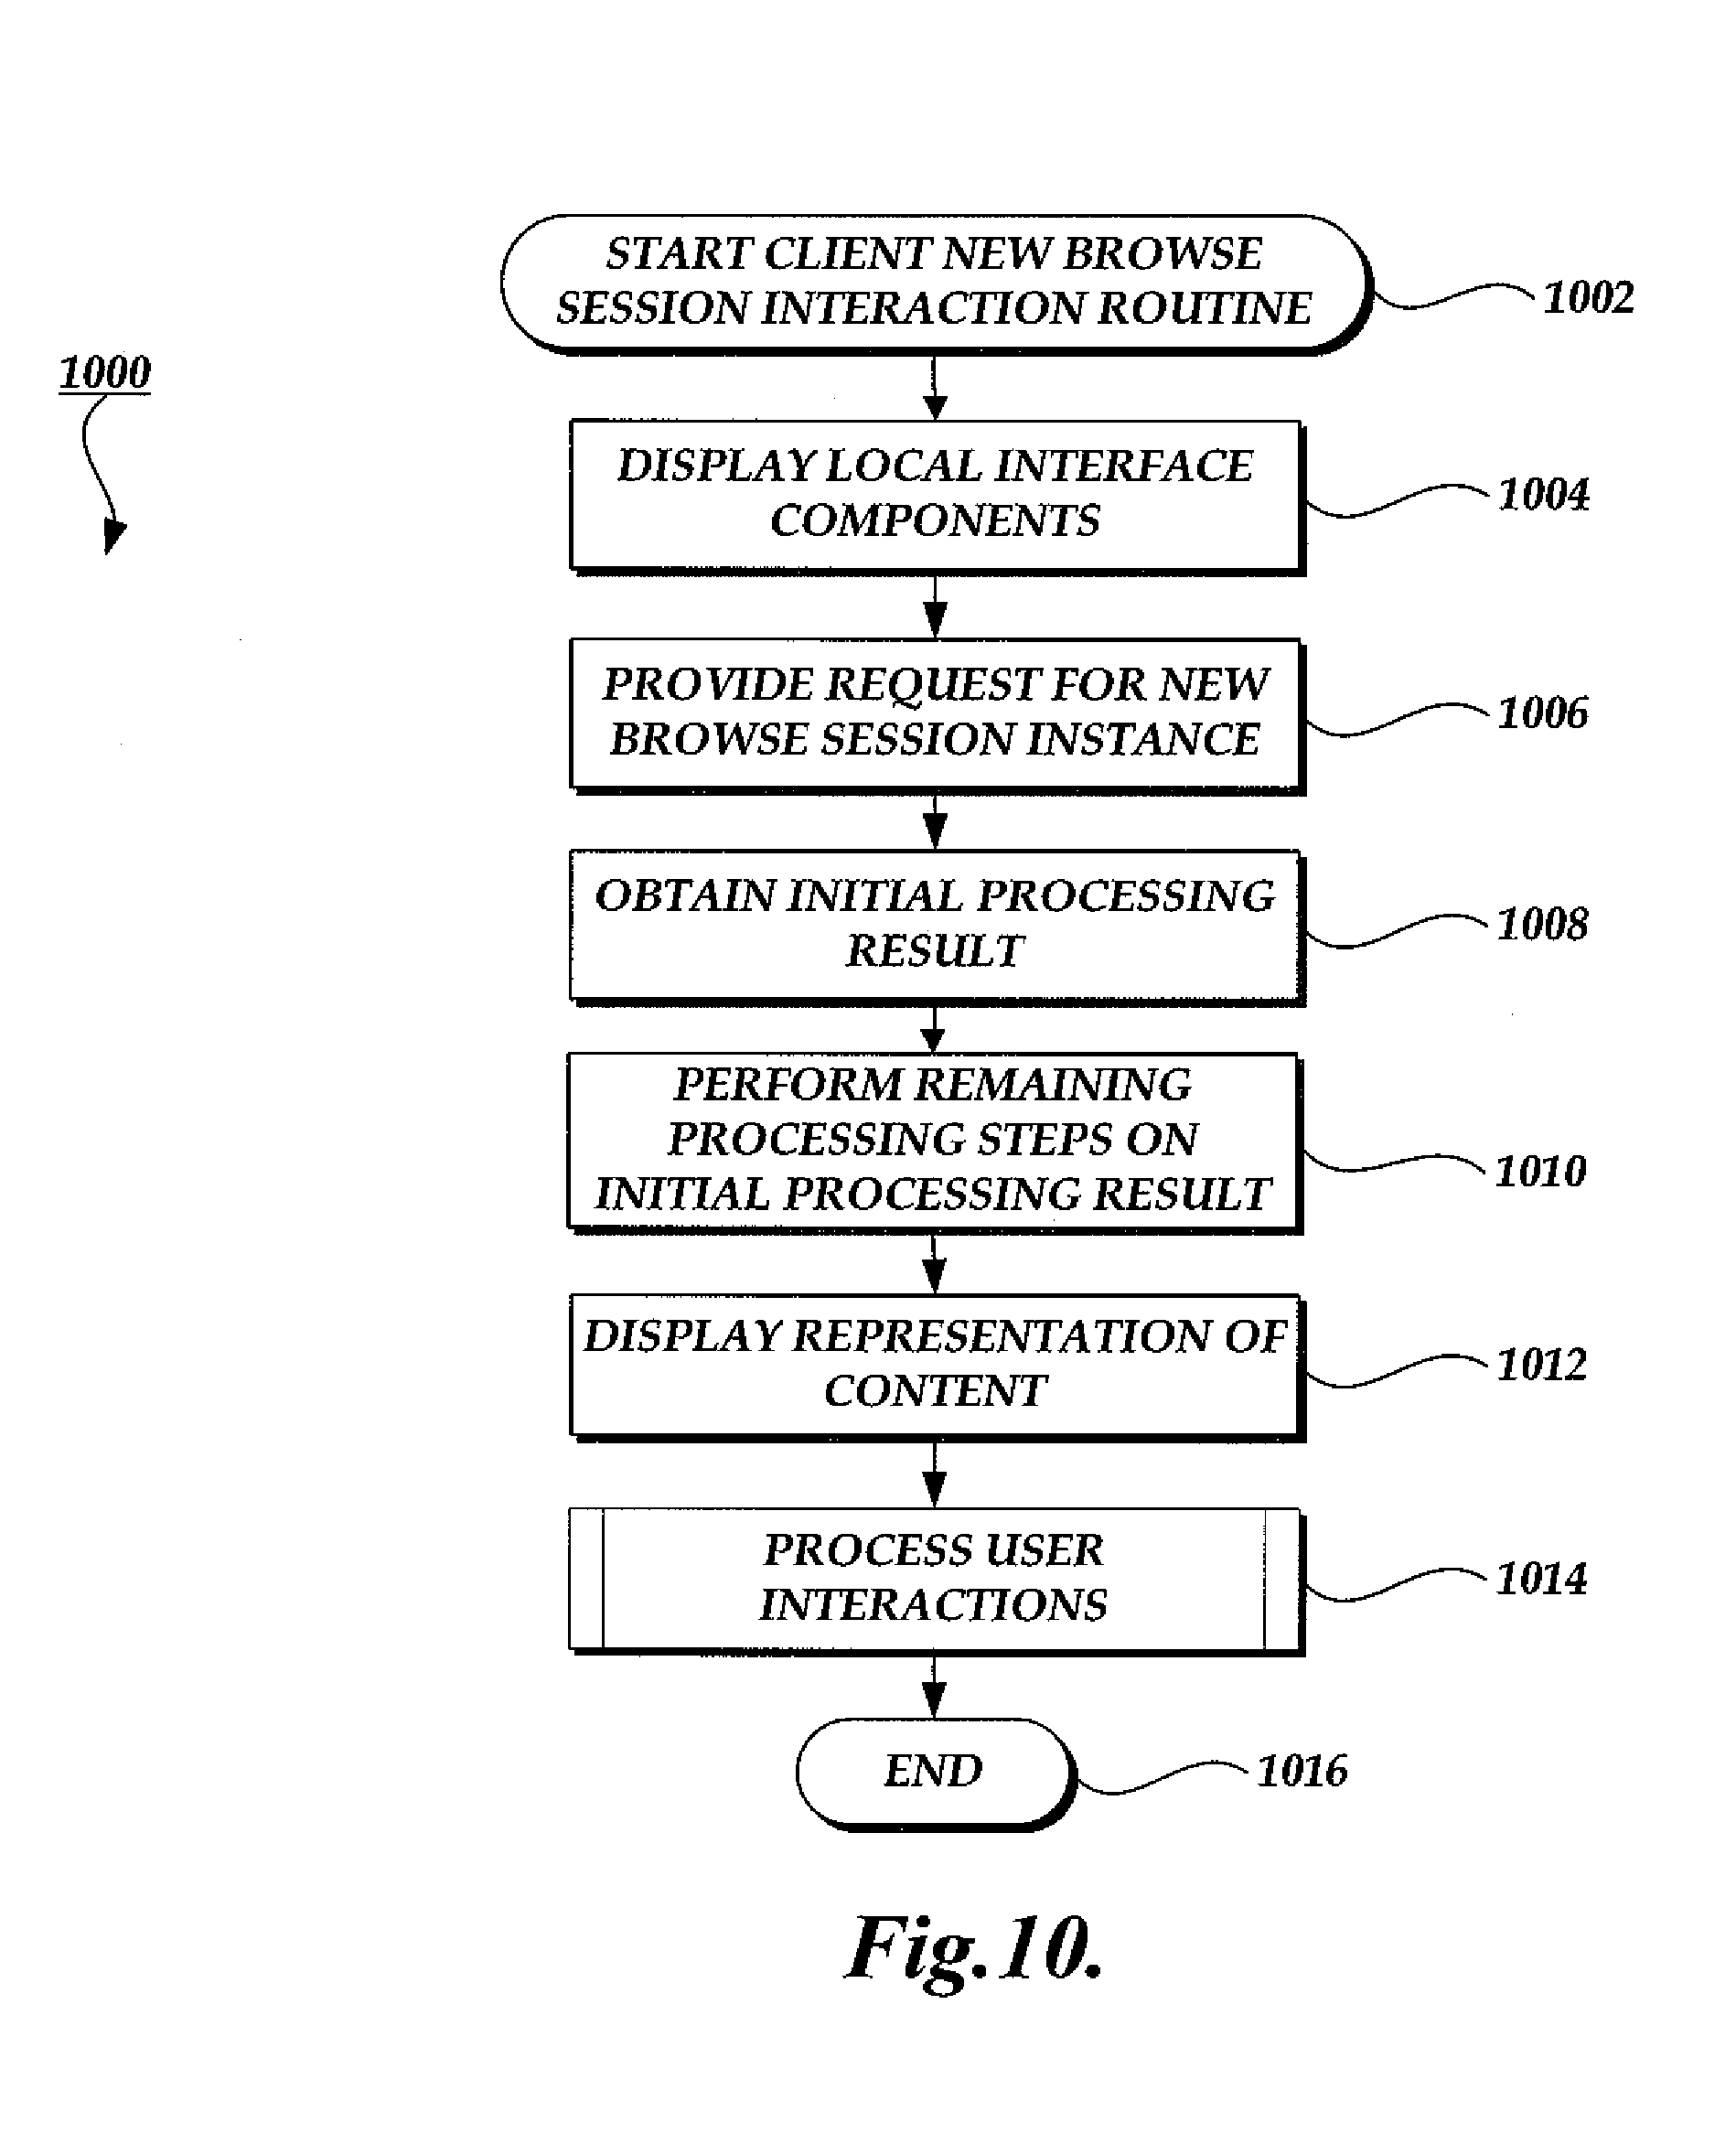 START CLIENT NEW BROWSE
SESSION INTERACTION ROUTINE
1002
1000
DISPLAY LOCAL INTERFACE
COMPONENTS
1004
PROVIDE REQUEST FOR NEW
BROWSE SESSION INSTANCE
1006
OBTAIN INITIAL PROCESSING
RESULT
1008
PERFORM REMAINING
PROCESSING STEPS ON
INITIAL PROCESSING RESULT
1010
DISPLAY REPRESENTATION OF
CONTENT
1012
PROCESS USER
INTERACTIONS
1014
END
1016
Fig.10.